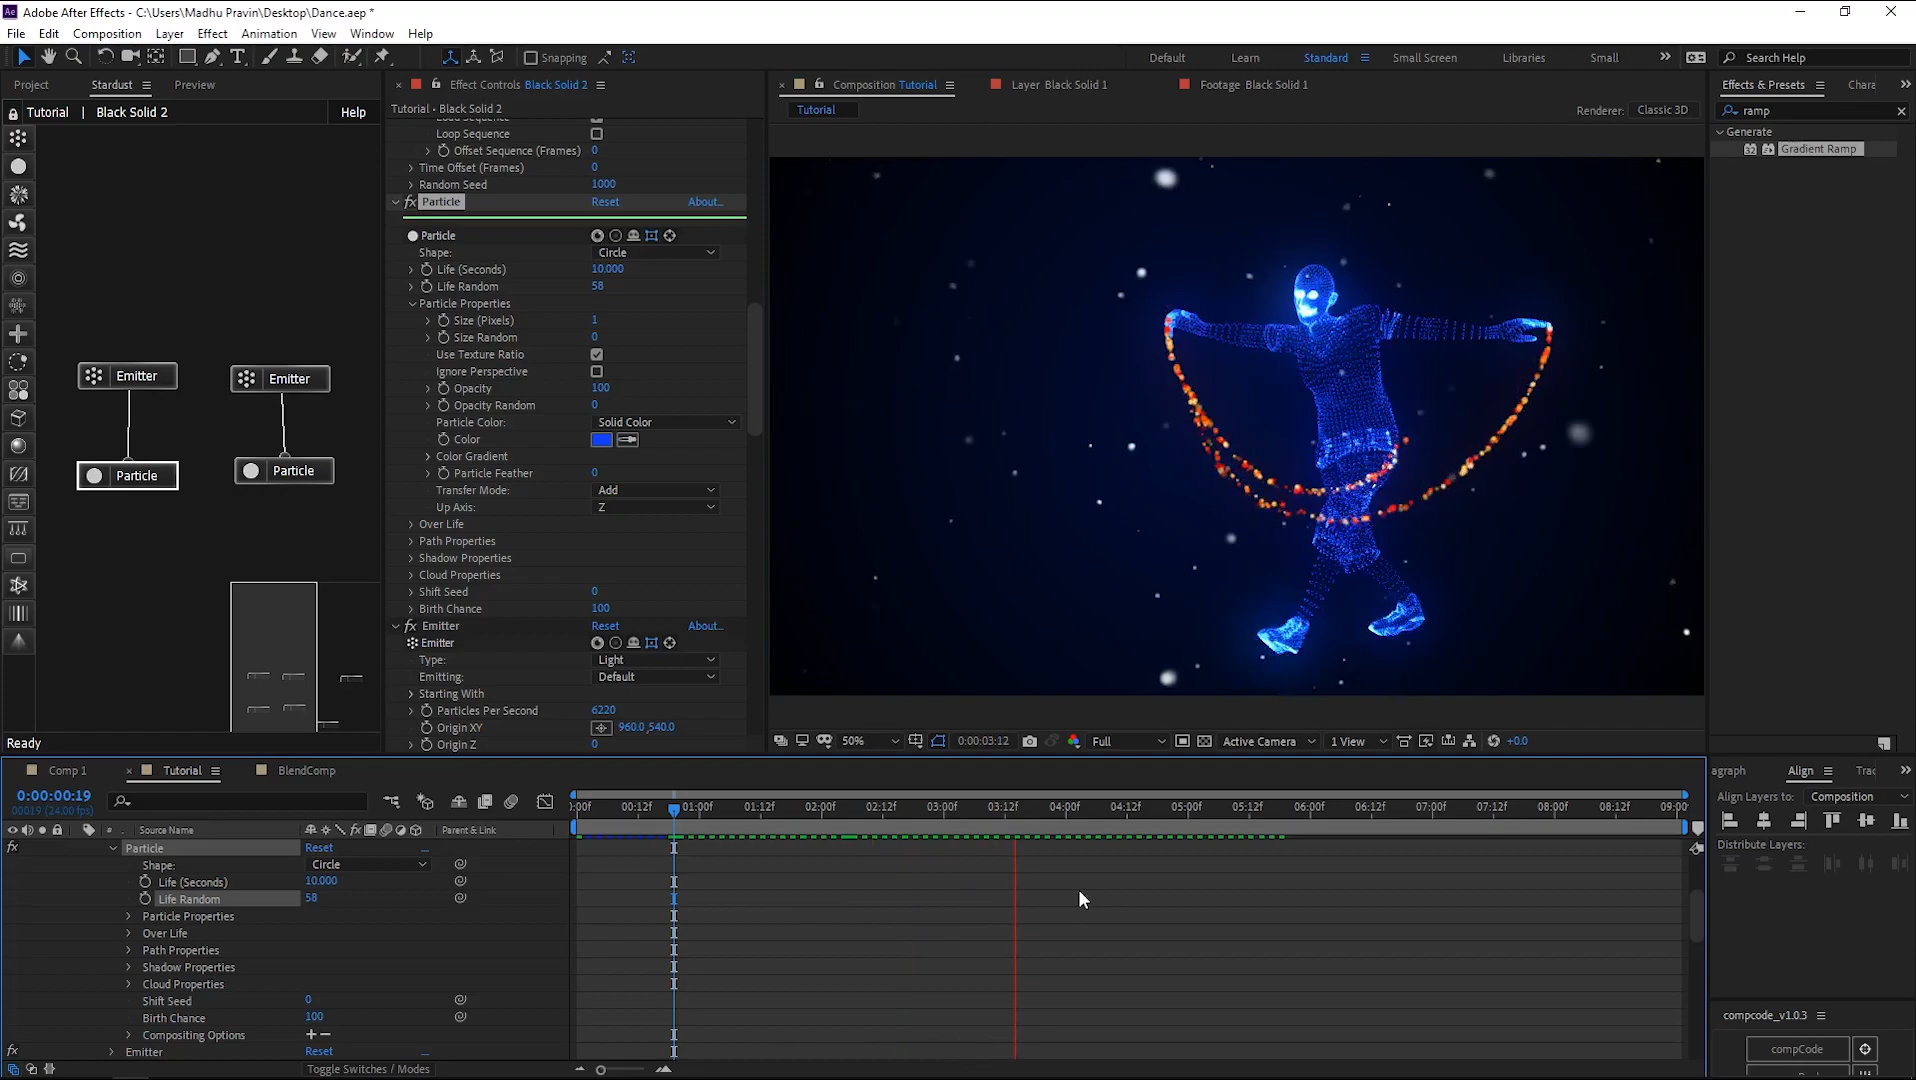 Adobe After Effects - C:\Users\Madhu Pravin\Desktop\Dance.aep *
File Edit Composition Layer Effect Animation View Window Help
Snapping Default Learn Standard Small Screen Libraries Small Search Help
Project Stardust Preview
Effect Controls Black Solid 2
Composition Tutorial
Layer Black Solid 1
Footage Black Solid 1
Effects & Presets Chara
Tutorial | Black Solid 2 Help
Tutorial • Black Solid 2
Tutorial
Renderer: Classic 3D
ramp
Generate
Gradient Ramp
Loop Sequence
Offset Sequence (Frames) 0
Time Offset (Frames) 0
Random Seed 1000
fx Particle Reset About...
Particle
Shape: Circle
Life (Seconds) 10.000
Life Random 58
Particle Properties
Size (Pixels) 1
Size Random 0
Use Texture Ratio
Ignore Perspective
Opacity 100
Opacity Random 0
Particle Color: Solid Color
Color
Color Gradient
Particle Feather 0
Transfer Mode: Add
Up Axis: Z
Over Life
Path Properties
Shadow Properties
Cloud Properties
Shift Seed 0
Birth Chance 100
fx Emitter Reset About...
Emitter
Type: Light
Emitting: Default
Starting With
Particles Per Second 6220
Origin XY 960.0,540.0
Origin Z 0
Emitter Emitter
Particle Particle
Ready
50% 0:00:03:12 Full Active Camera 1 View +0.0
Comp 1 Tutorial BlendComp
0:00:00:19
00019 (24.00 fps)
:00f 00:12f 01:00f 01:12f 02:00f 02:12f 03:00f 03:12f 04:00f 04:12f 05:00f 05:12f 06:00f 06:12f 07:00f 07:12f 08:00f 08:12f 09:00f
# Source Name fx Parent & Link
fx Particle Reset
Shape: Circle
Life (Seconds) 10.000
Life Random 58
Particle Properties
Over Life
Path Properties
Shadow Properties
Cloud Properties
Shift Seed 0
Birth Chance 100
Compositing Options + −
fx Emitter Reset
Toggle Switches / Modes
agraph Align Trac
Align Layers to: Composition
Distribute Layers:
compcode_v1.0.3
compCode